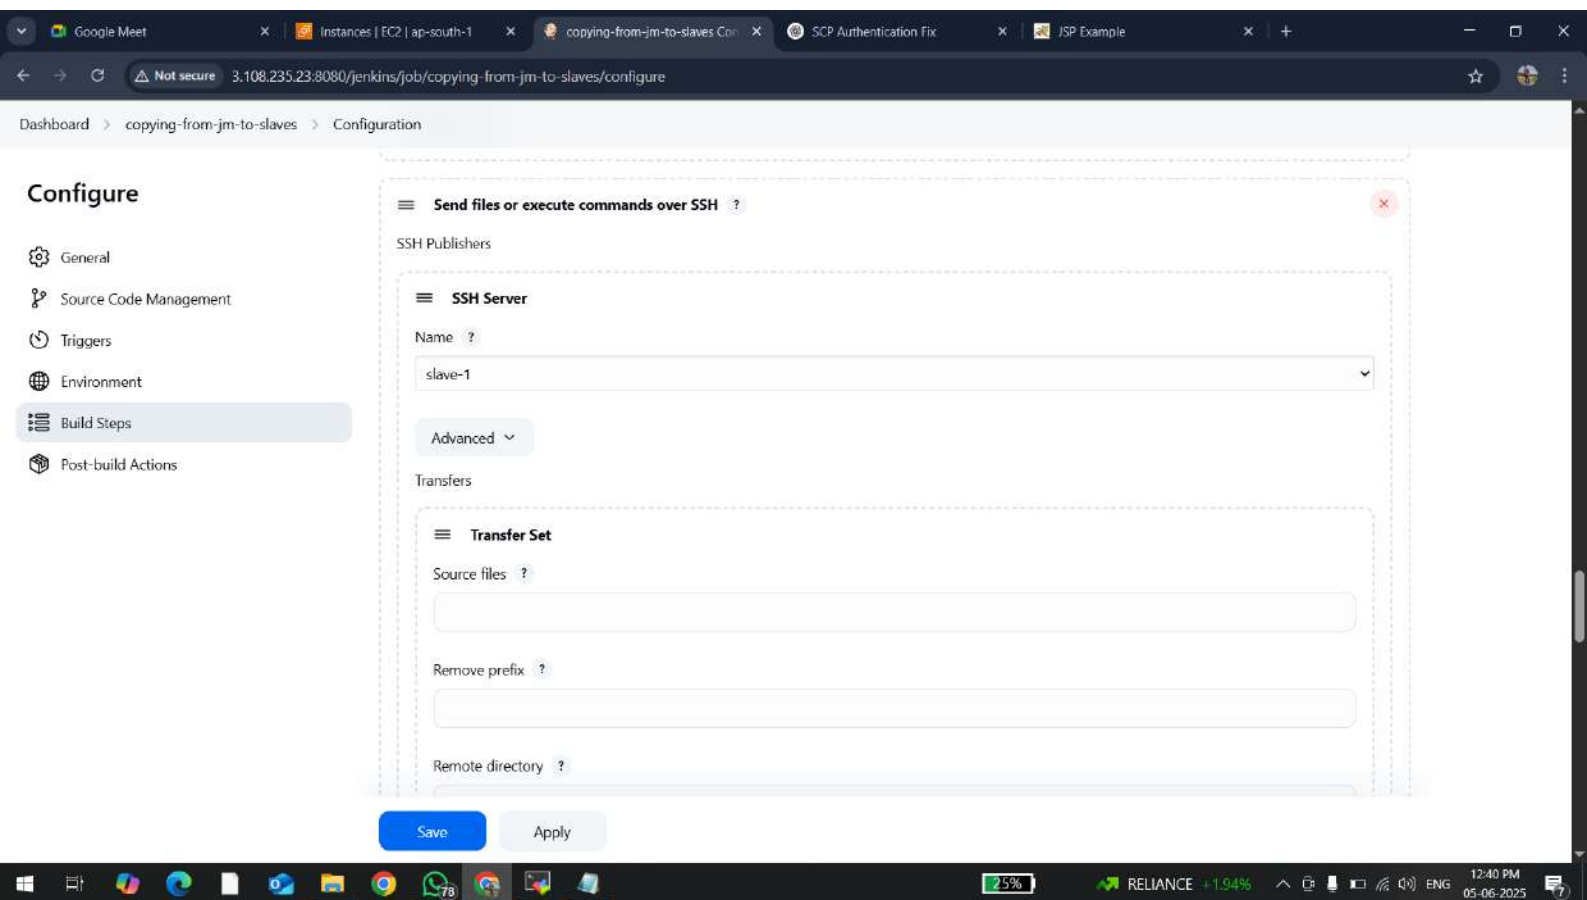 Google Meet
Instances | EC2 | ap-south-1
copying-from-jm-to-slaves Con
SCP Authentication Fix
JSP Example
Not secure 3.108.235.23:8080/jenkins/job/copying-from-jm-to-slaves/configure
Dashboard > copying-from-jm-to-slaves > Configuration
Configure
General
Source Code Management
Triggers
Environment
Build Steps
Post-build Actions
Send files or execute commands over SSH ?
SSH Publishers
SSH Server
Name ?
slave-1
Advanced
Transfers
Transfer Set
Source files ?
Remove prefix ?
Remote directory ?
Save
Apply
78
25%
RELIANCE +1.94%
ENG
12:40 PM
05-06-2025
7